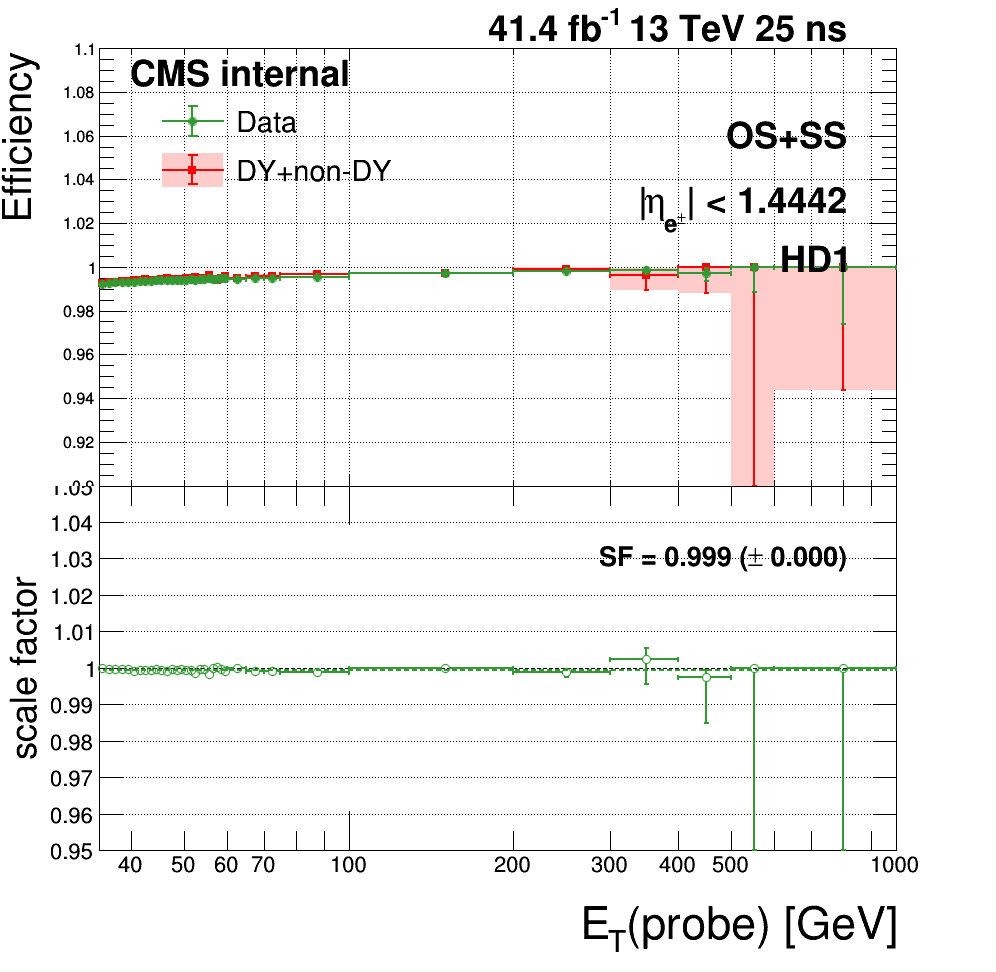 41.4 fb-1 13 TeV 25 ns
Efficiency
1.1
1.08
1.06
1.04
1.02
1
0.98
0.96
0.94
0.92
CMS internal
Data
DY+non-DY
OS+SS
|ηe±| < 1.4442
HD1
scale factor
1.04
1.03
1.02
1.01
1
0.99
0.98
0.97
0.96
0.95
SF = 0.999 (± 0.000)
40 50 60 70 100 200 300 400 500 1000
ET(probe) [GeV]